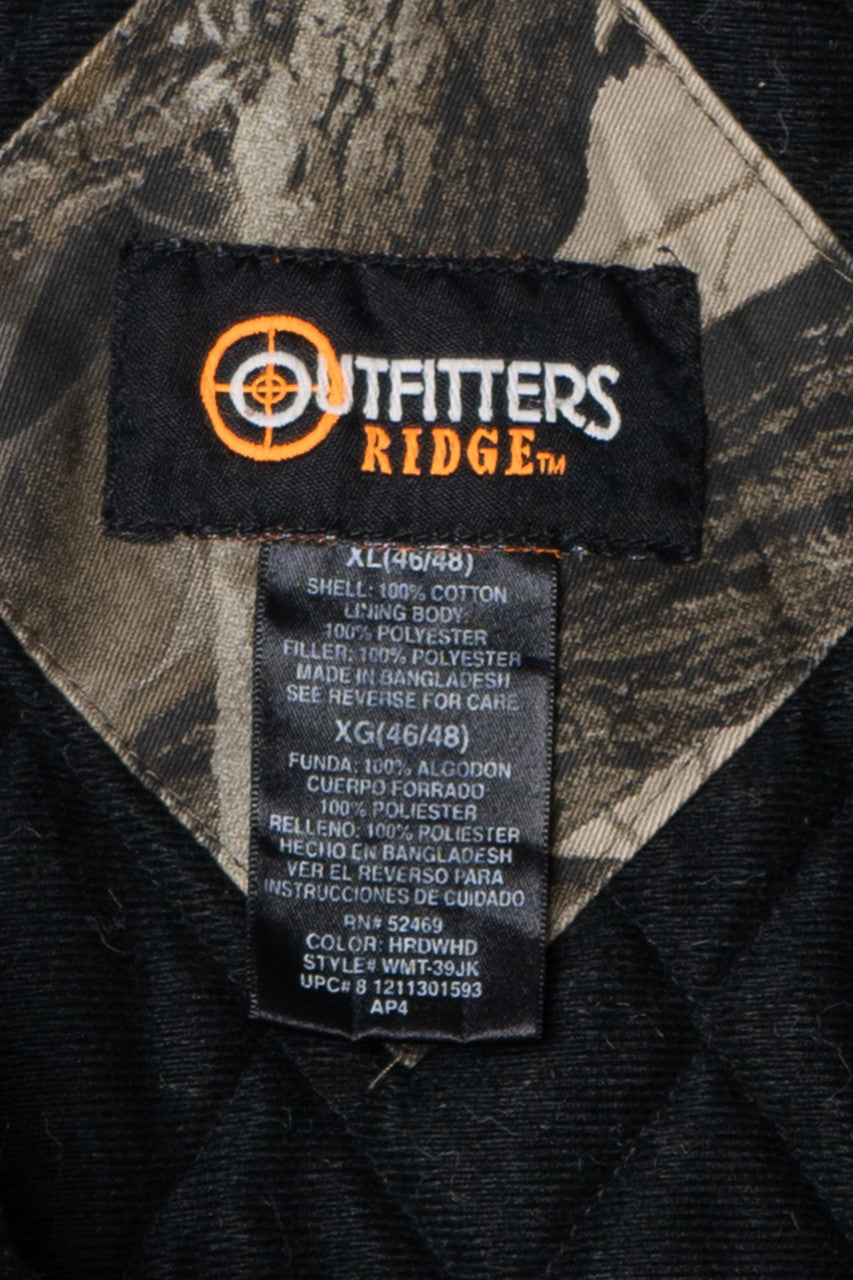 OUTFITTERS
RIDGE™
XL(46/48)
SHELL: 100% COTTON
LINING BODY:
100% POLYESTER
FILLER: 100% POLYESTER
MADE IN BANGLADESH
SEE REVERSE FOR CARE
XG(46/48)
FUNDA: 100% ALGODON
CUERPO FORRADO
100% POLIESTER
RELLENO: 100% POLIESTER
HECHO EN BANGLADESH
VER EL REVERSO PARA
INSTRUCCIONES DE CUIDADO
RN# 52469
COLOR: HRDWHD
STYLE# WMT-39JK
UPC# 8 1211301593
AP4